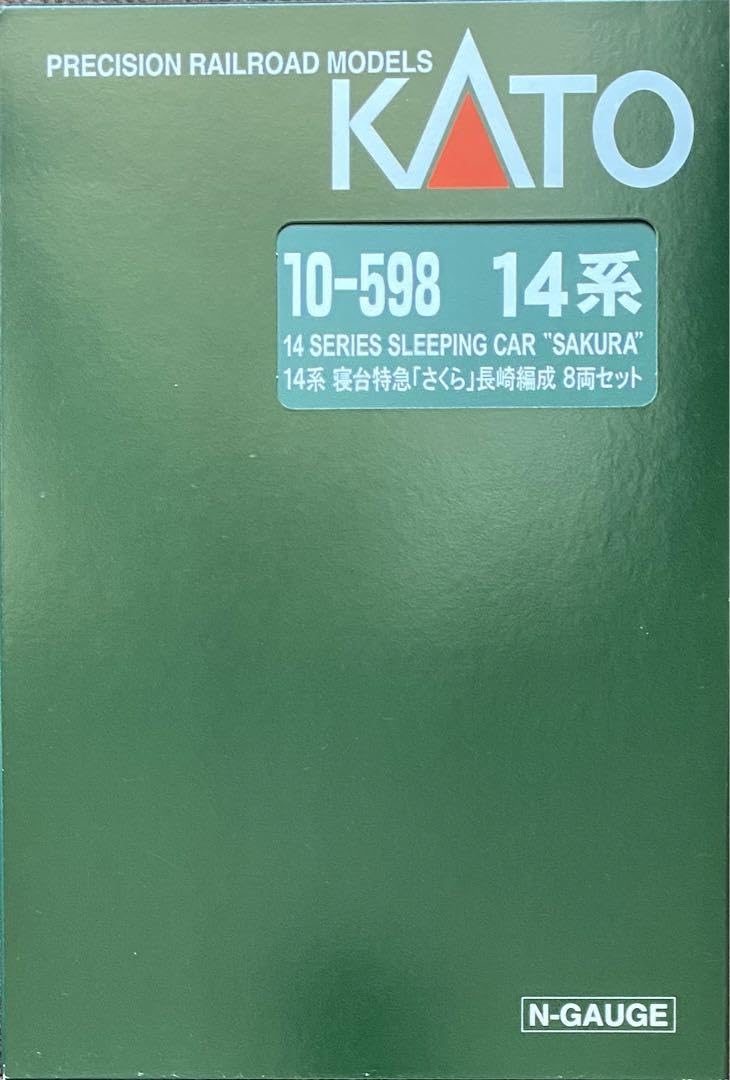 PRECISION RAILROAD MODELS
KATO
10-598 14系
14 SERIES SLEEPING CAR "SAKURA"
14系 寝台特急「さくら」長崎編成 8両セット
N-GAUGE